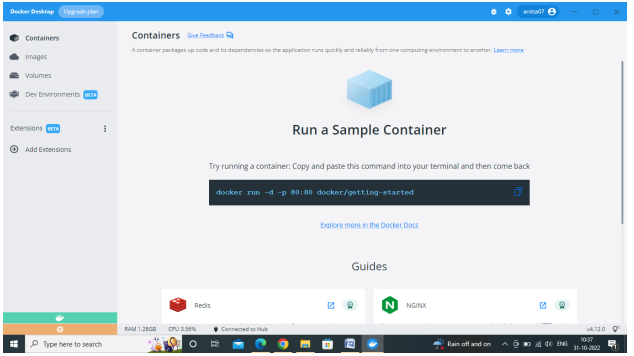 Docker Desktop Upgrade plan
amitta07
Containers
Images
Volumes
Dev Environments BETA
Extensions BETA
Add Extensions
Containers Give Feedback
A container packages up code and its dependencies so the application runs quickly and reliably from one computing environment to another. Learn more
Run a Sample Container
Try running a container: Copy and paste this command into your terminal and then come back
docker run -d -p 80:80 docker/getting-started
Explore more in the Docker Docs
Guides
Redis
NGINX
RAM 1.28GB CPU 3.56% Connected to Hub
v4.12.0
Type here to search
Rain off and on
ENG
10:37
31-10-2022